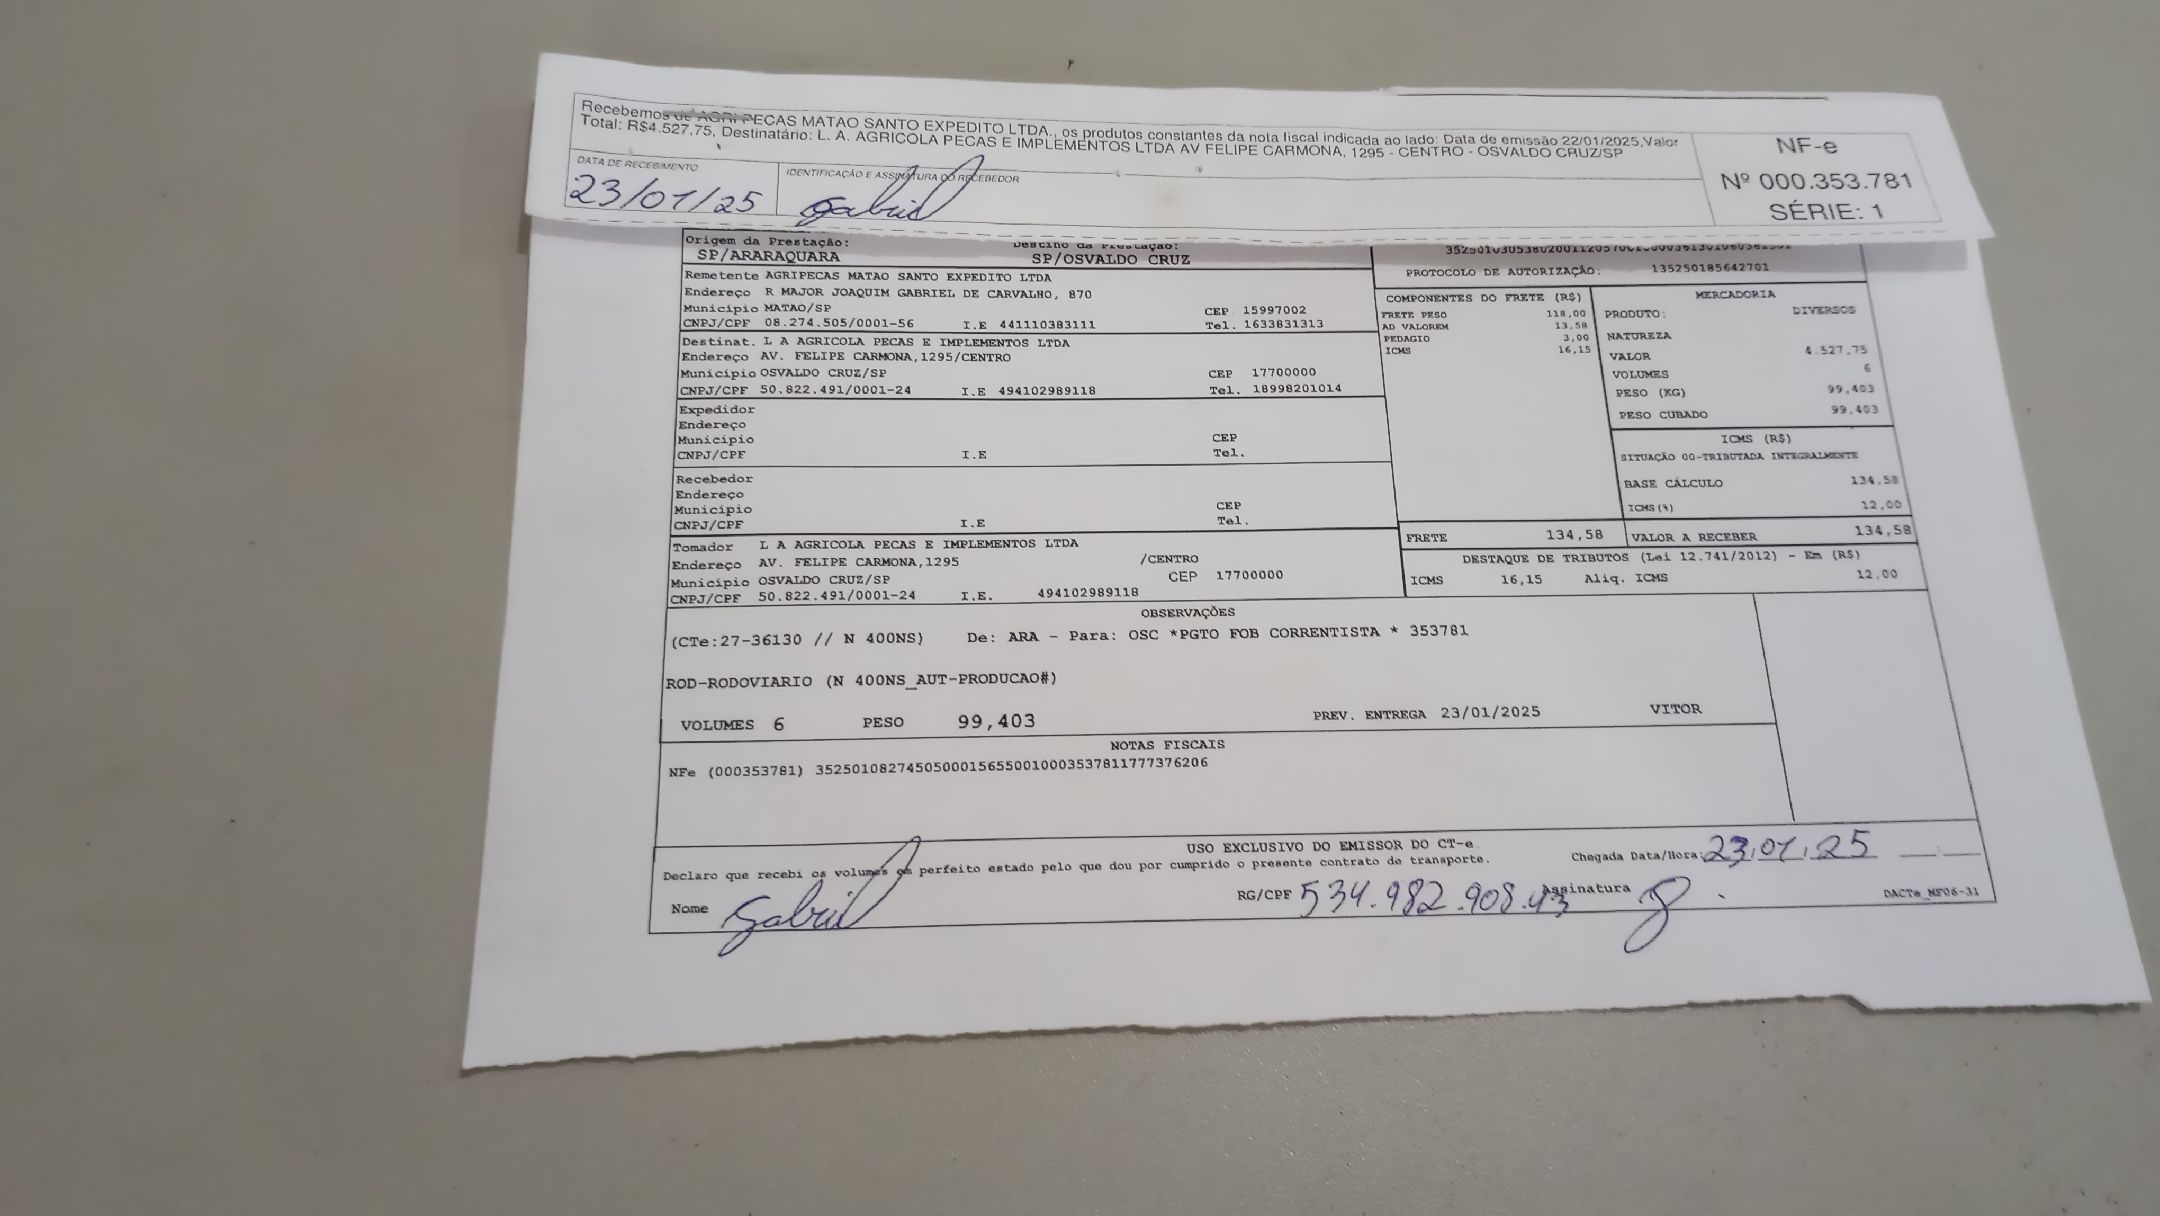 Recebemos de AGRI PECAS MATAO SANTO EXPEDITO LTDA., os produtos constantes da nota fiscal indicada ao lado: Data de emissão 22/01/2025,Valor
Total: R$4.527,75, Destinatário: L. A. AGRICOLA PECAS E IMPLEMENTOS LTDA AV FELIPE CARMONA, 1295 - CENTRO - OSVALDO CRUZ/SP
DATA DE RECEBIMENTO
23/01/25
IDENTIFICAÇÃO E ASSINATURA DO RECEBEDOR
Gabriel
NF-e
Nº 000.353.781
SÉRIE: 1
Origem da Prestação: Destino da Prestação:
SP/ARARAQUARA SP/OSVALDO CRUZ
Remetente AGRIPECAS MATAO SANTO EXPEDITO LTDA
Endereço R MAJOR JOAQUIM GABRIEL DE CARVALHO, 870
Município MATAO/SP CEP 15997002
CNPJ/CPF 08.274.505/0001-56 I.E 441110383111 Tel. 1633831313
Destinat. L A AGRICOLA PECAS E IMPLEMENTOS LTDA
Endereço AV. FELIPE CARMONA,1295/CENTRO
Município OSVALDO CRUZ/SP CEP 17700000
CNPJ/CPF 50.822.491/0001-24 I.E 494102989118 Tel. 18998201014
Expedidor
Endereço
Município CEP
CNPJ/CPF I.E Tel.
Recebedor
Endereço
Município CEP
CNPJ/CPF I.E Tel.
Tomador L A AGRICOLA PECAS E IMPLEMENTOS LTDA
Endereço AV. FELIPE CARMONA,1295 /CENTRO
Município OSVALDO CRUZ/SP CEP 17700000
CNPJ/CPF 50.822.491/0001-24 I.E. 494102989118
PROTOCOLO DE AUTORIZAÇÃO: 135250185642701
COMPONENTES DO FRETE (R$)
FRETE PESO 118,00
AD VALOREM 13,58
PEDAGIO 3,00
ICMS 16,15
MERCADORIA
PRODUTO: DIVERSOS
NATUREZA
VALOR 4.527,75
VOLUMES 6
PESO (KG) 99,403
PESO CUBADO 99,403
ICMS (R$)
SITUAÇÃO 00-TRIBUTADA INTEGRALMENTE
BASE CÁLCULO 134,58
ICMS(%) 12,00
FRETE 134,58 VALOR A RECEBER 134,58
DESTAQUE DE TRIBUTOS (Lei 12.741/2012) - Em (R$)
ICMS 16,15 Aliq. ICMS 12,00
OBSERVAÇÕES
(CTe:27-36130 // N 400NS) De: ARA - Para: OSC *PGTO FOB CORRENTISTA * 353781
ROD-RODOVIARIO (N 400NS_AUT-PRODUCAO#)
VOLUMES 6 PESO 99,403 PREV. ENTREGA 23/01/2025 VITOR
NOTAS FISCAIS
NFe (000353781) 35250108274505000156550010003537811777376206
USO EXCLUSIVO DO EMISSOR DO CT-e.
Declaro que recebi os volumes em perfeito estado pelo que dou por cumprido o presente contrato de transporte. Chegada Data/Hora: 23/01/25
Nome Gabriel RG/CPF 534.982.908.43 Assinatura
DACTe_MF06-31